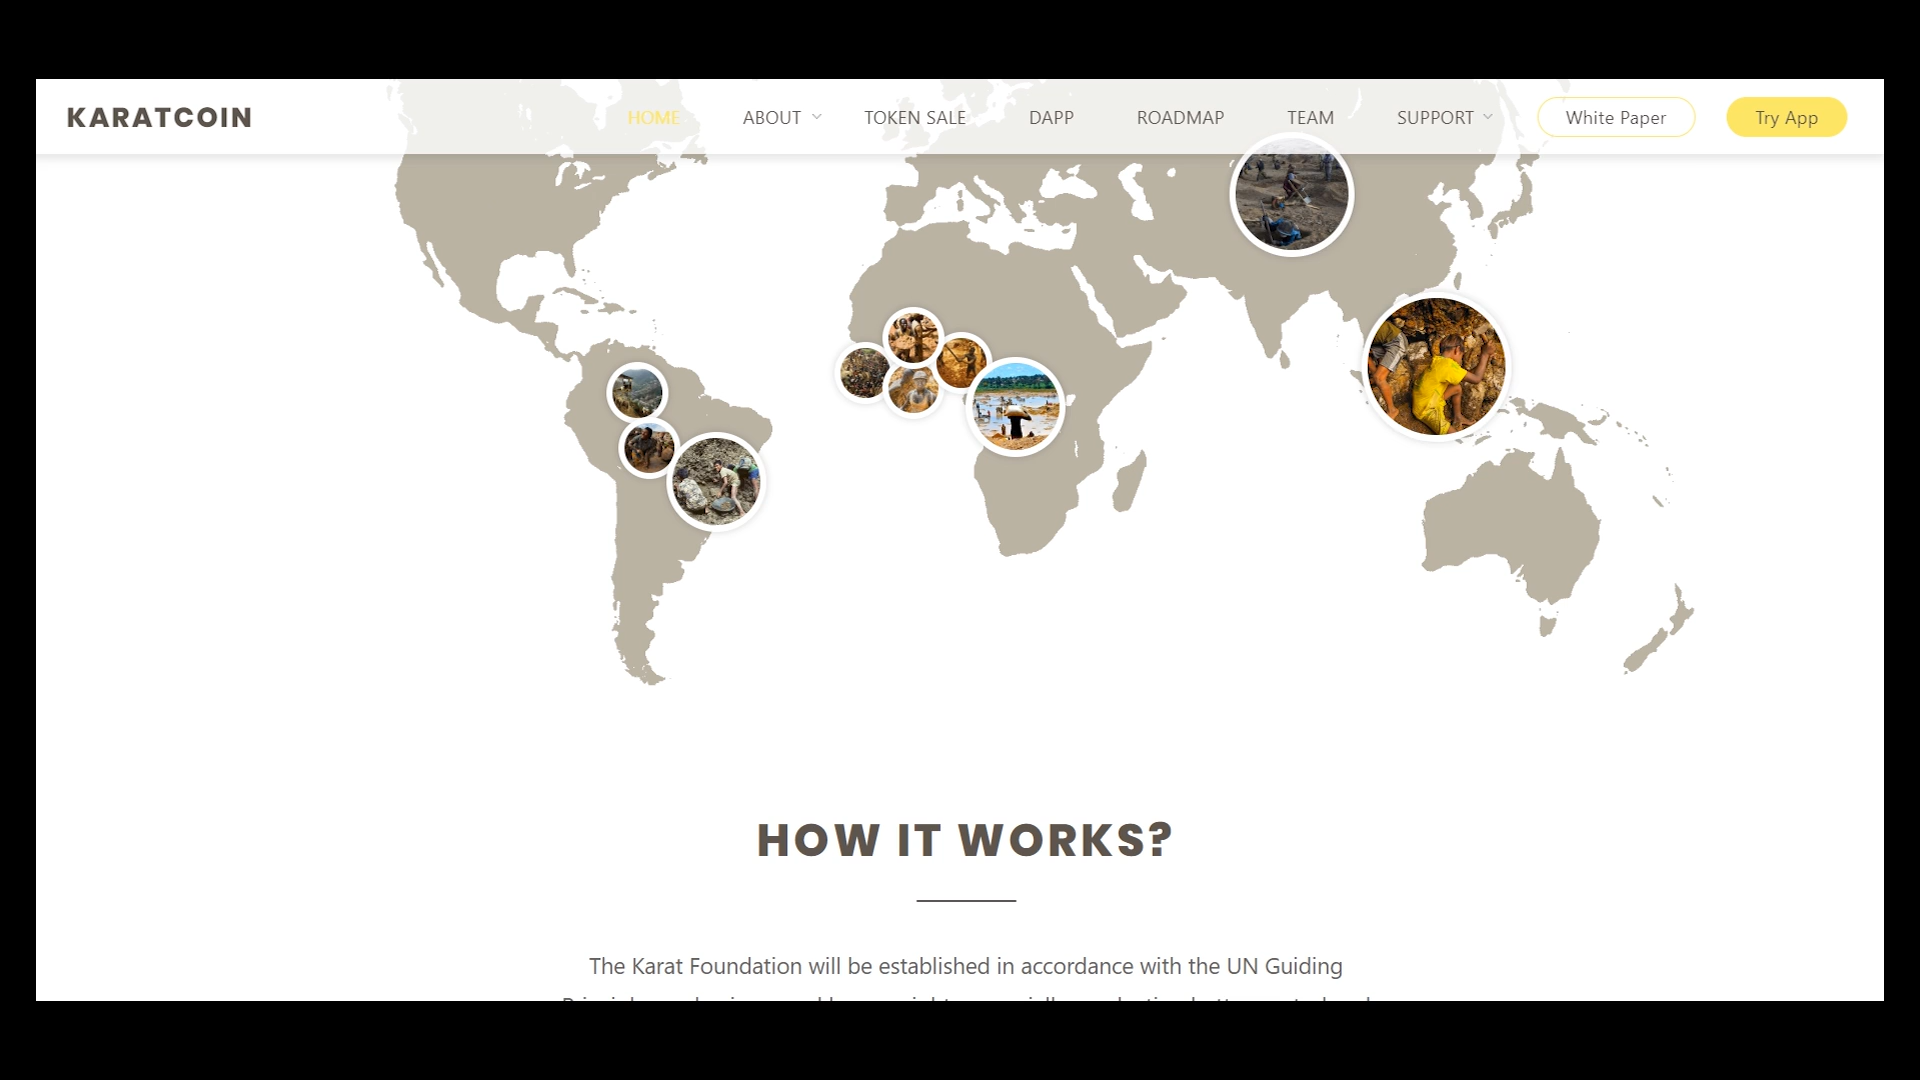 KARATCOIN
HOME ABOUT TOKEN SALE DAPP ROADMAP TEAM SUPPORT White Paper Try App
HOW IT WORKS?
The Karat Foundation will be established in accordance with the UN Guiding